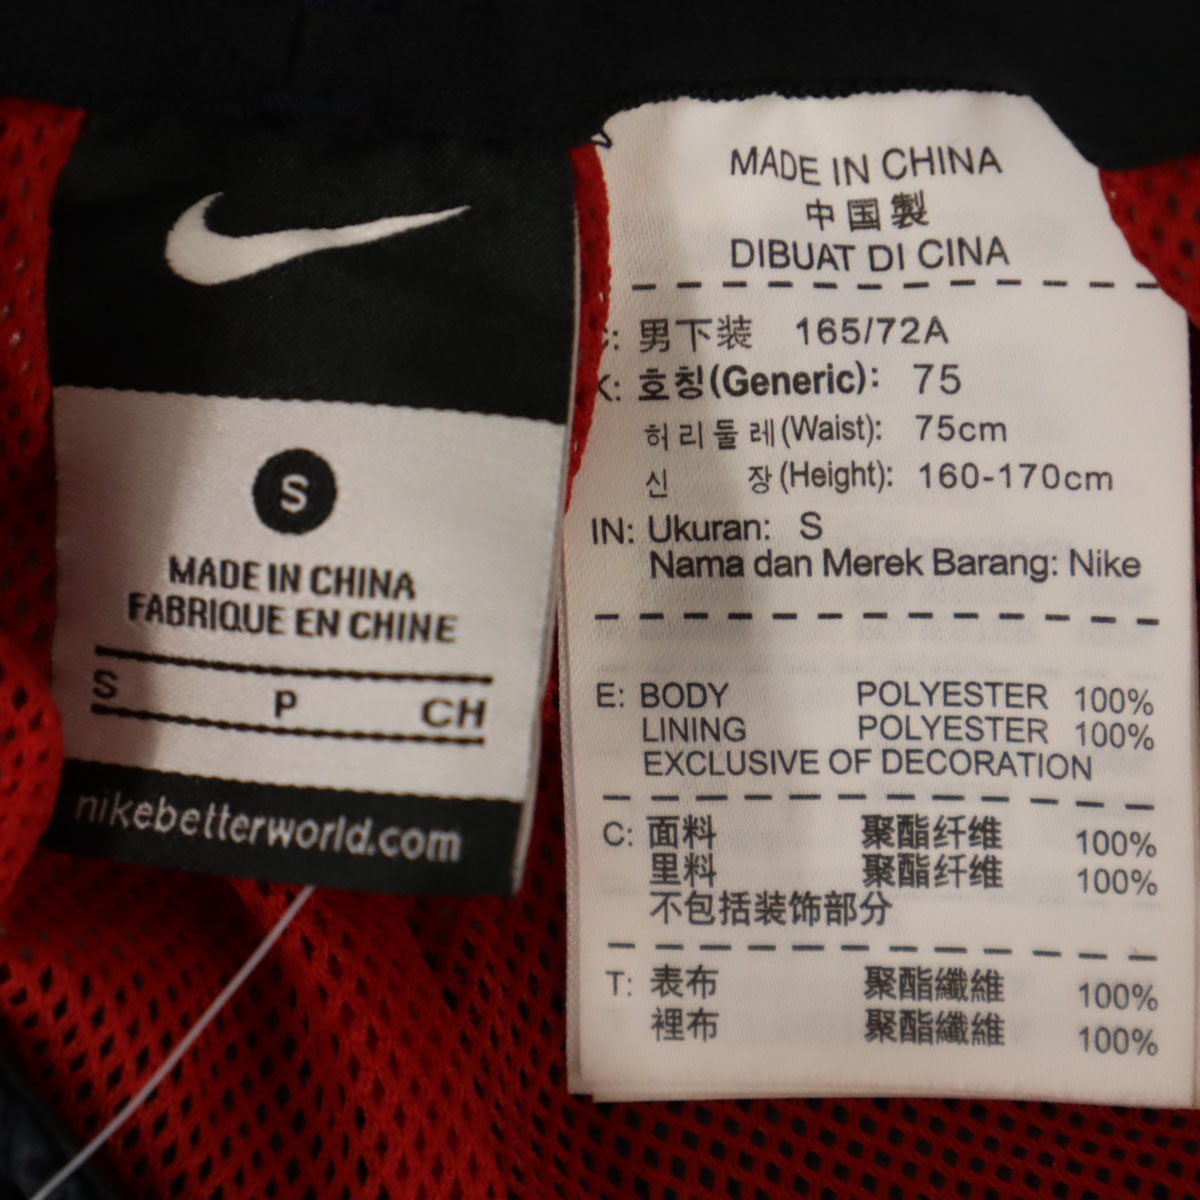 S
MADE IN CHINA
FABRIQUE EN CHINE
S P CH
nikebetterworld.com
MADE IN CHINA
中国製
DIBUAT DI CINA
C: 男下装 165/72A
K: 호칭(Generic): 75
허리둘레(Waist): 75cm
신 장(Height): 160-170cm
IN: Ukuran: S
Nama dan Merek Barang: Nike
E: BODY POLYESTER 100%
LINING POLYESTER 100%
EXCLUSIVE OF DECORATION
C: 面料 聚酯纤维 100%
里料 聚酯纤维 100%
不包括装饰部分
T: 表布 聚酯纖維 100%
裡布 聚酯纖維 100%